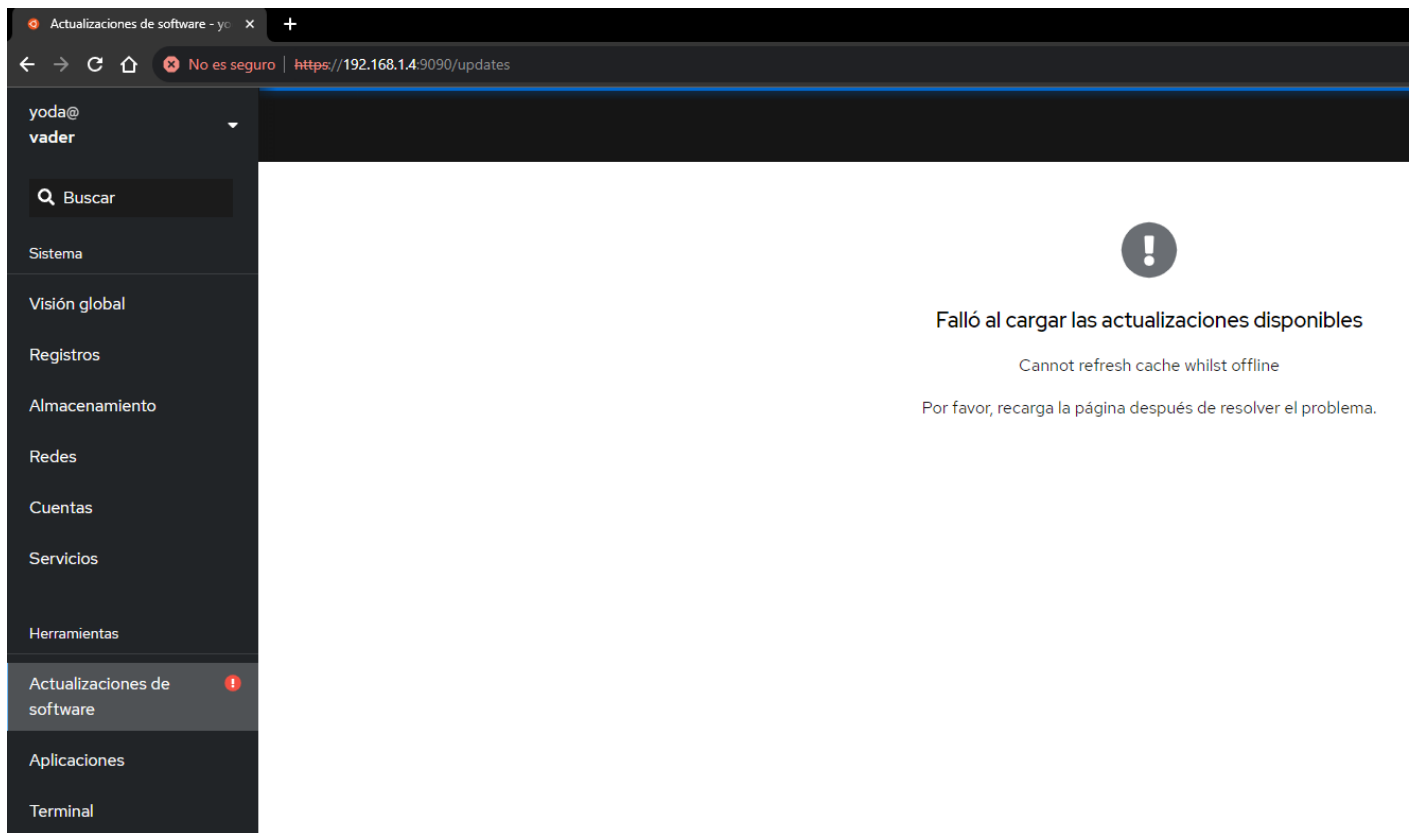 Actualizaciones de software - yo
No es seguro | https://192.168.1.4:9090/updates
yoda@
vader
Buscar
Sistema
Visión global
Registros
Almacenamiento
Redes
Cuentas
Servicios
Herramientas
Actualizaciones de
software
Aplicaciones
Terminal
Falló al cargar las actualizaciones disponibles
Cannot refresh cache whilst offline
Por favor, recarga la página después de resolver el problema.